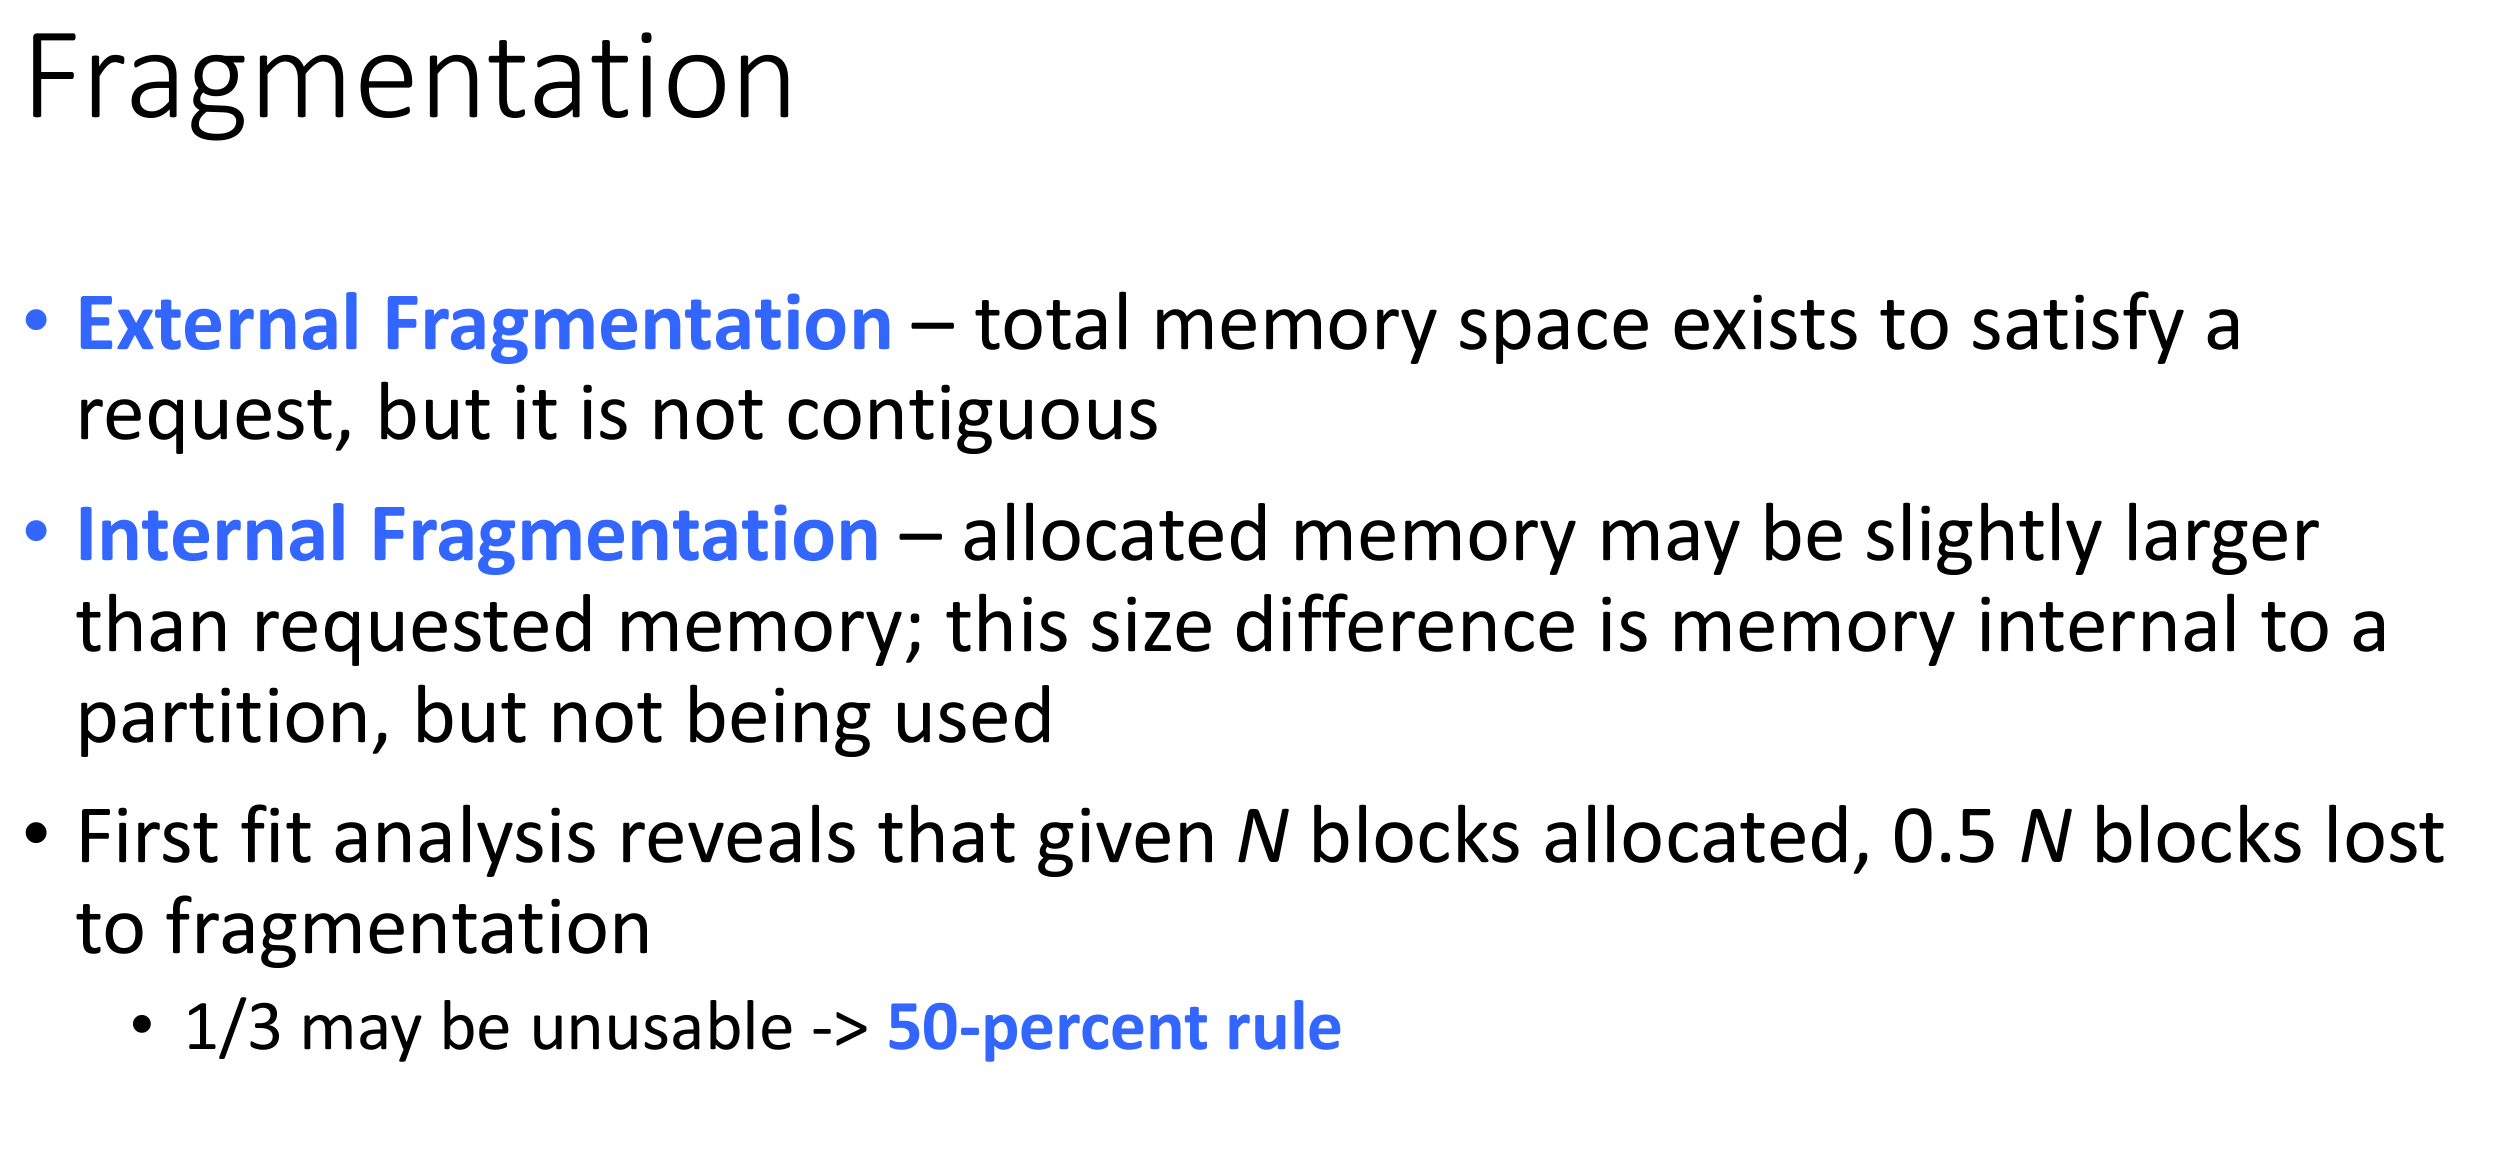 Fragmentation
• External Fragmentation – total memory space exists to satisfy a
request, but it is not contiguous
• Internal Fragmentation – allocated memory may be slightly larger
than requested memory; this size difference is memory internal to a
partition, but not being used
• First fit analysis reveals that given N blocks allocated, 0.5 N blocks lost
to fragmentation
• 1/3 may be unusable -> 50-percent rule